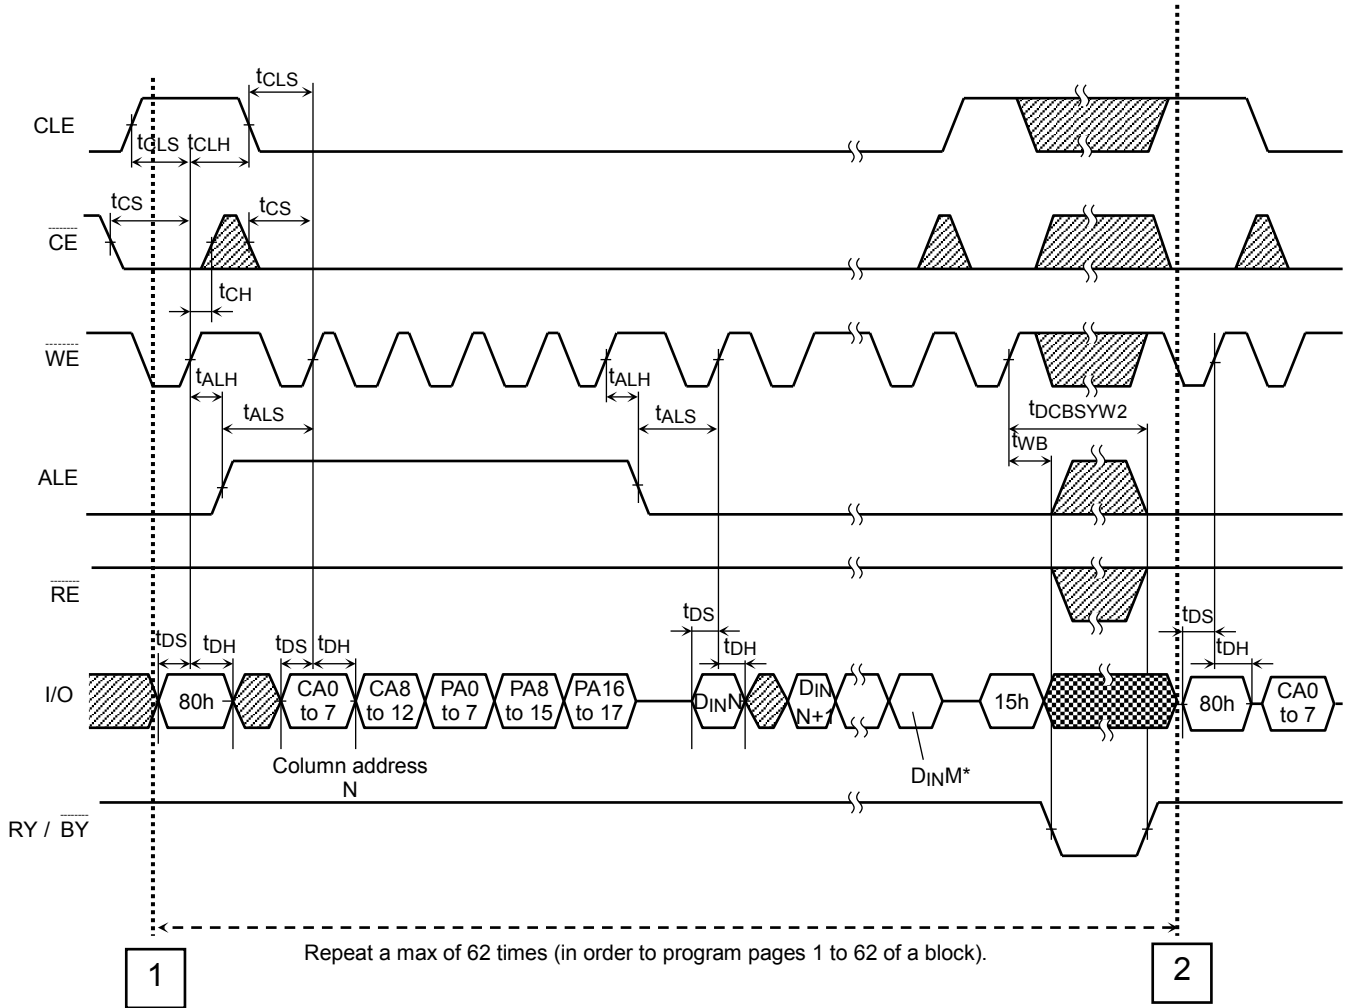 tCLS
CLE
tCLS
tCLH
tCS
tCS
CE
tCH
WE
tALH
tALH
tALS
tALS
tDCBSYW2
tWB
ALE
RE
tDS
tDH
tDS
tDH
tDS
tDH
tDS
tDH
I/O
80h
CA0 to 7
CA8 to 12
PA0 to 7
PA8 to 15
PA16 to 17
DINN
DIN N+1
15h
80h
CA0 to 7
Column address
N
DINM*
RY / BY
Repeat a max of 62 times (in order to program pages 1 to 62 of a block).
1
2